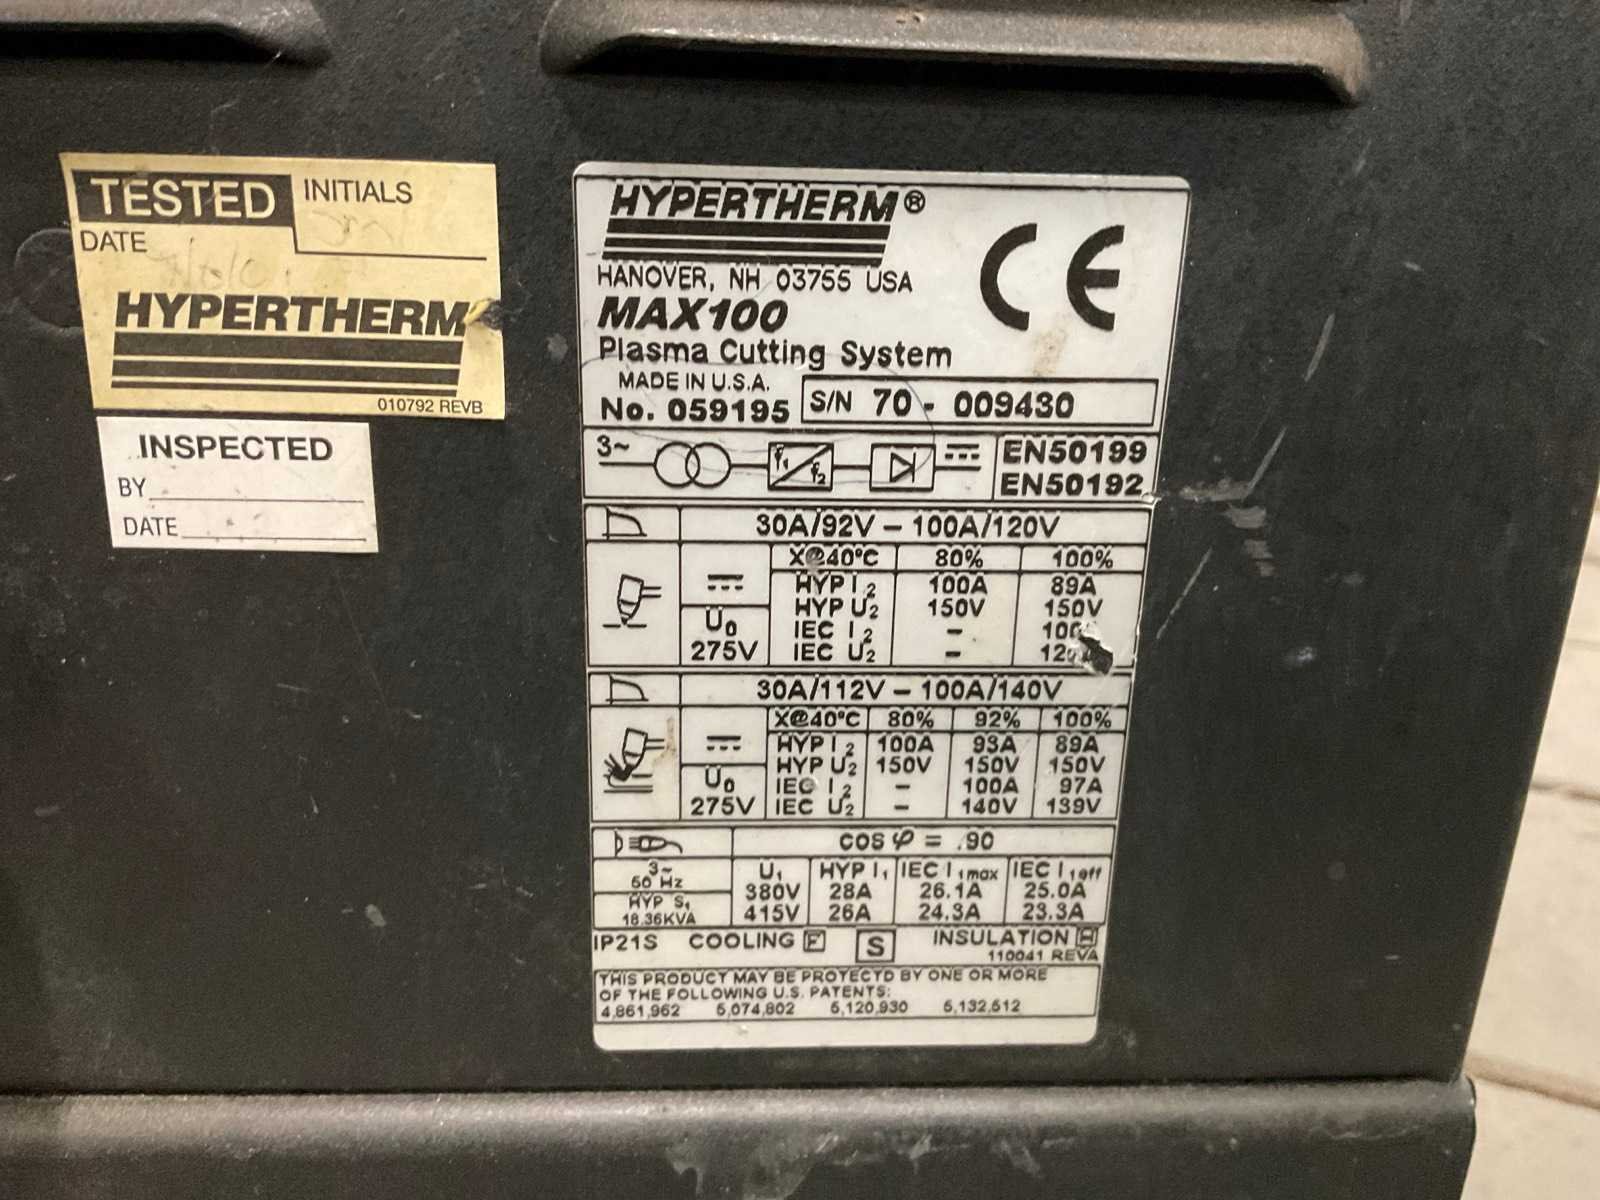 TESTED
INITIALS
DATE
HYPERTHERM
010792 REVB
INSPECTED
BY
DATE
HYPERTHERM®
HANOVER, NH 03755 USA
MAX100
Plasma Cutting System
MADE IN U.S.A.
No. 059195
S/N 70 - 009430
CE
3~
f1 f2
EN50199
EN50192
30A/92V – 100A/120V
X@40°C 80% 100%
HYP I2 100A 89A
HYP U2 150V 150V
U0 IEC I2 –
275V IEC U2 –
30A/112V – 100A/140V
X@40°C 80% 92% 100%
HYP I2 100A 93A 89A
HYP U2 150V 150V 150V
U0 IEC I2 – 100A 97A
275V IEC U2 – 140V 139V
COS φ = .90
3~ U1 HYP I1 IEC I1max IEC I1eff
50 Hz 380V 28A 26.1A 25.0A
HYP S1
18.36KVA 415V 26A 24.3A 23.3A
IP21S COOLING F S INSULATION H
110041 REVA
THIS PRODUCT MAY BE PROTECTD BY ONE OR MORE
OF THE FOLLOWING U.S. PATENTS:
4,861,962 5,074,802 5,120,930 5,132,512